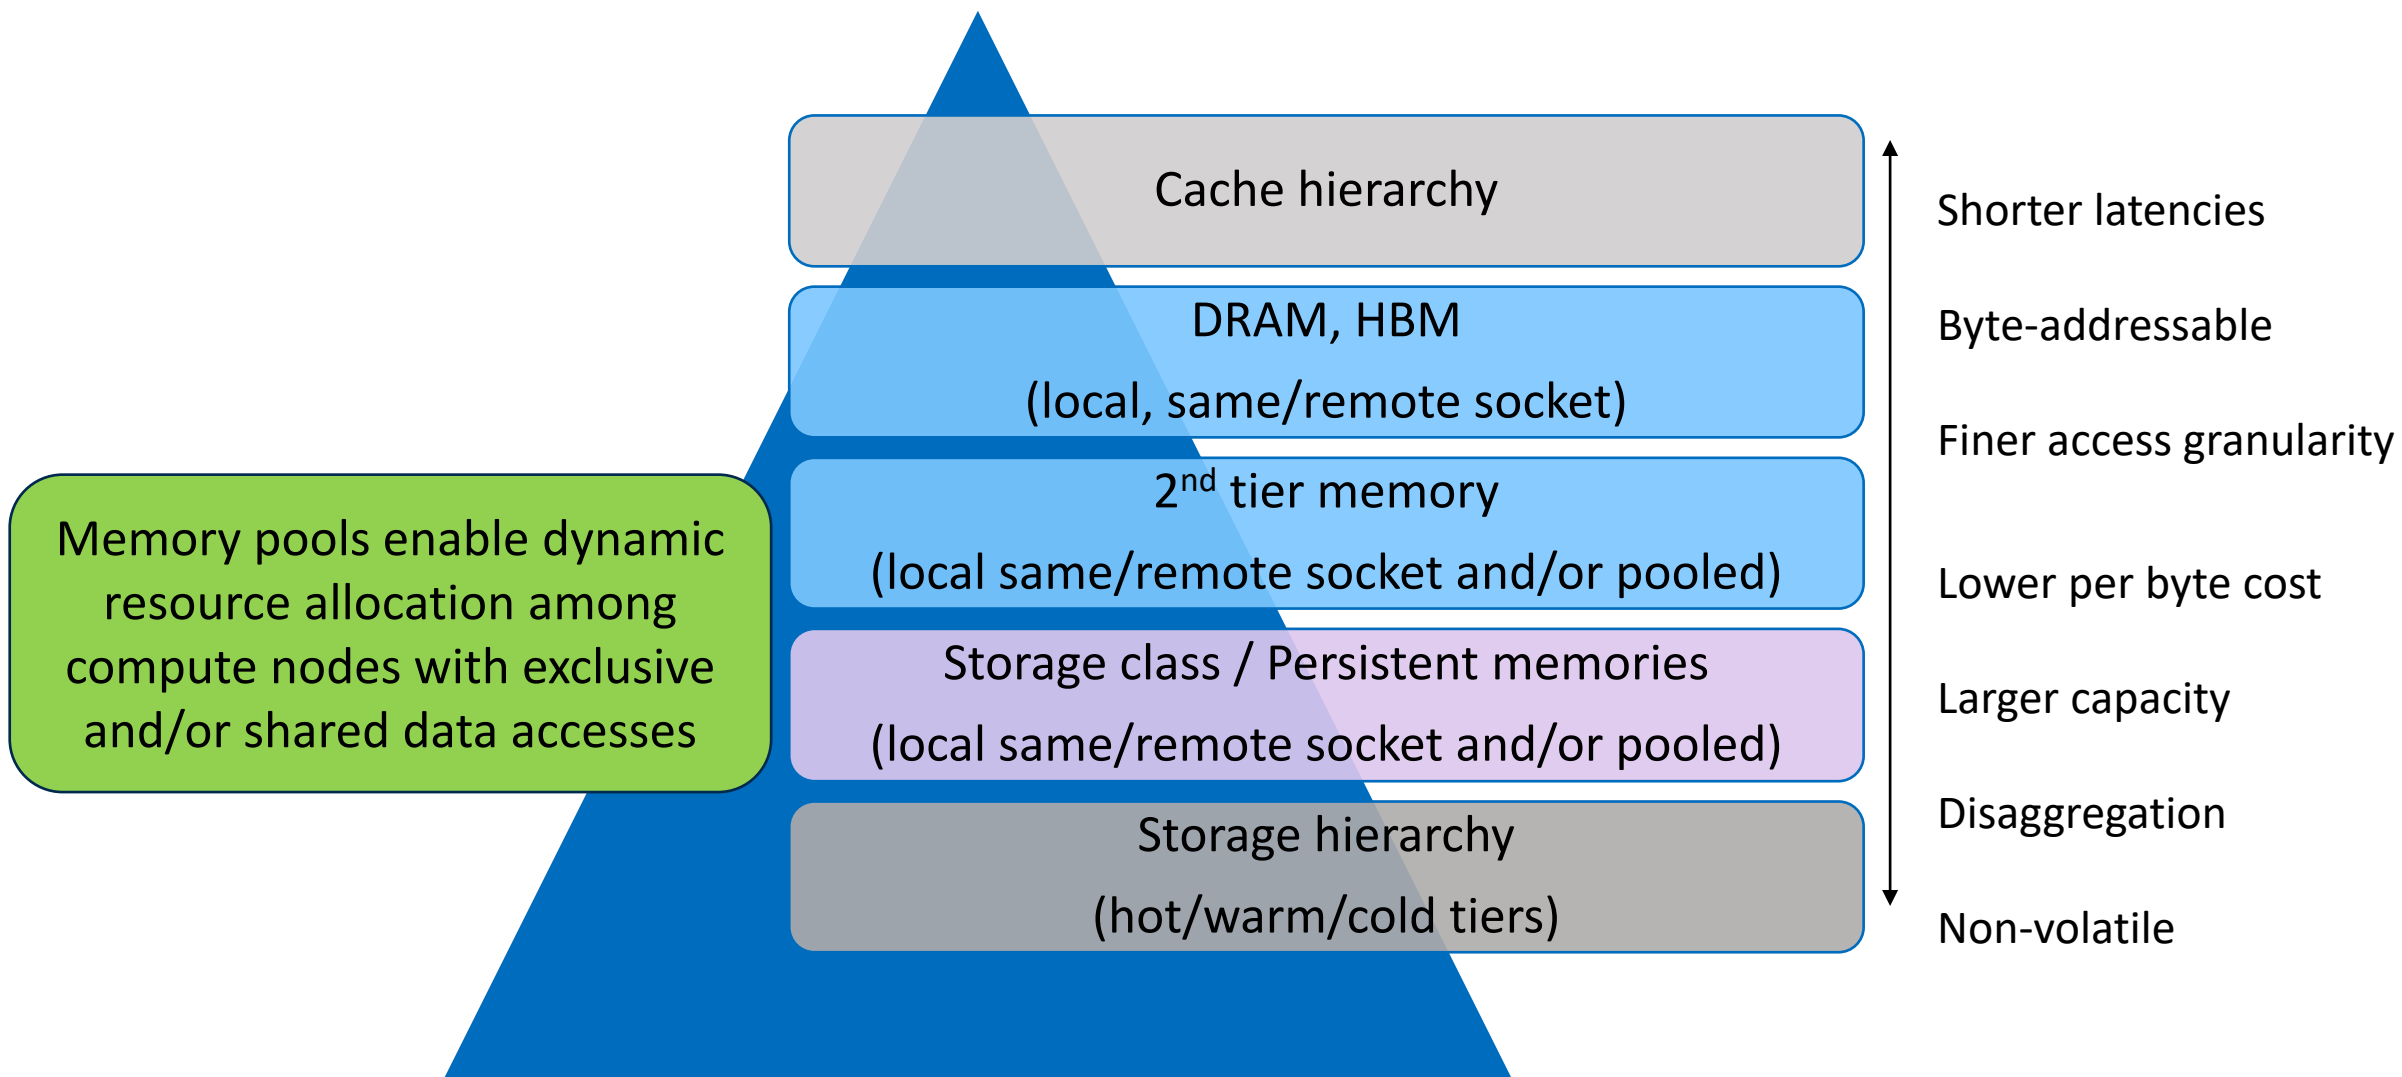 Cache hierarchy
DRAM, HBM
(local, same/remote socket)
2nd tier memory
(local same/remote socket and/or pooled)
Storage class / Persistent memories
(local same/remote socket and/or pooled)
Storage hierarchy
(hot/warm/cold tiers)
Memory pools enable dynamic
resource allocation among
compute nodes with exclusive
and/or shared data accesses
Shorter latencies
Byte-addressable
Finer access granularity
Lower per byte cost
Larger capacity
Disaggregation
Non-volatile